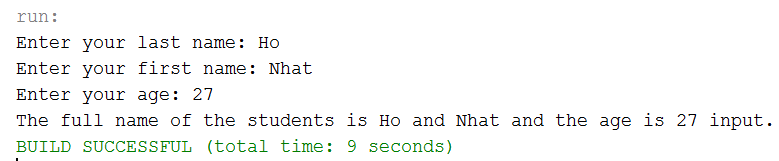 run:
Enter your last name: Ho
Enter your first name: Nhat
Enter your age: 27
The full name of the students is Ho and Nhat and the age is 27 input.
BUILD SUCCESSFUL (total time: 9 seconds)